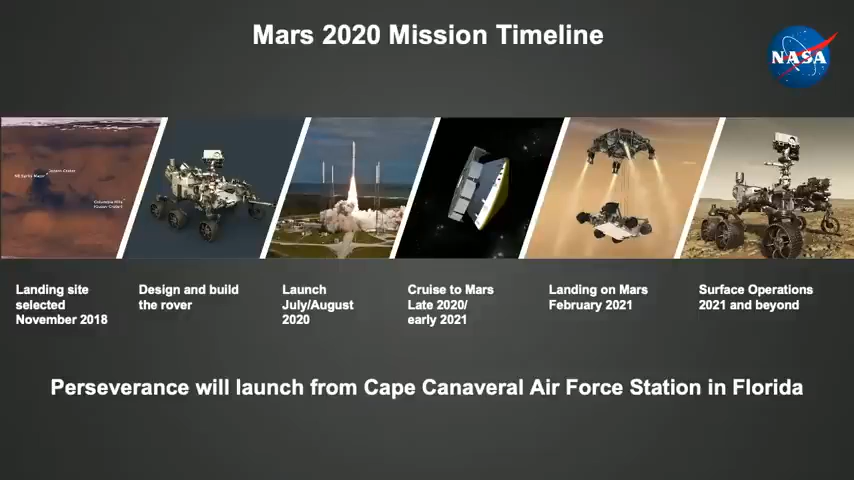 Mars 2020 Mission Timeline
NASA
Landing site
selected
November 2018
Design and build
the rover
Launch
July/August
2020
Cruise to Mars
Late 2020/
early 2021
Landing on Mars
February 2021
Surface Operations
2021 and beyond
Perseverance will launch from Cape Canaveral Air Force Station in Florida